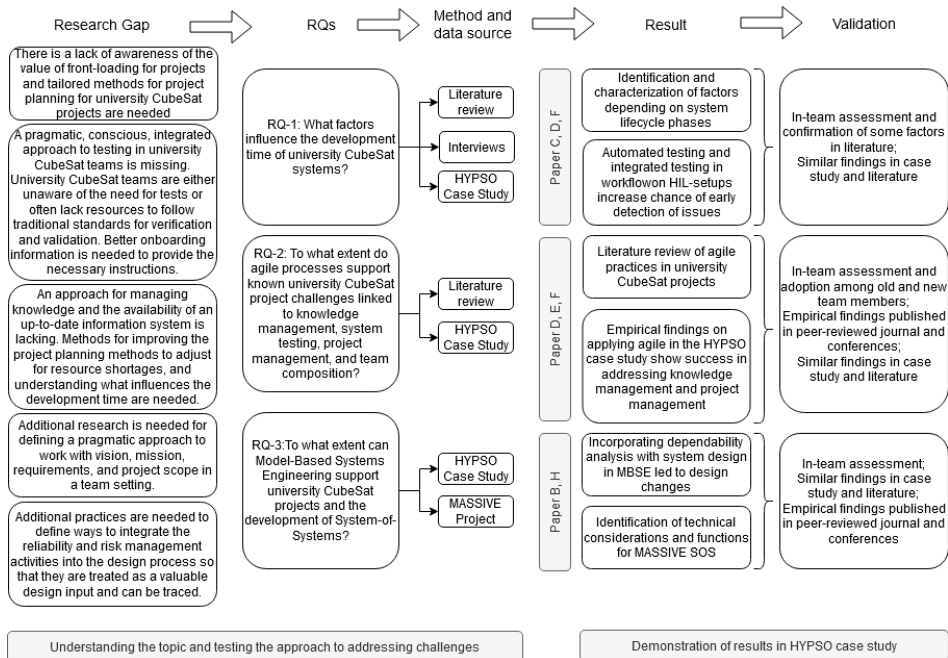 Research Gap
RQs
Method and
data source
Result
Validation
There is a lack of awareness of the
value of front-loading for projects
and tailored methods for project
planning for university CubeSat
projects are needed
A pragmatic, conscious, integrated
approach to testing in university
CubeSat teams is missing.
University CubeSat teams are either
unaware of the need for tests or
often lack resources to follow
traditional standards for verification
and validation. Better onboarding
information is needed to provide the
necessary instructions.
An approach for managing
knowledge and the availability of an
up-to-date information system is
lacking. Methods for improving the
project planning methods to adjust
for resource shortages, and
understanding what influences the
development time are needed.
Additional research is needed for
defining a pragmatic approach to
work with vision, mission,
requirements, and project scope in
a team setting.
Additional practices are needed to
define ways to integrate the
reliability and risk management
activities into the design process so
that they are treated as a valuable
design input and can be traced.
RQ-1: What factors
influence the development
time of university CubeSat
systems?
Literature
review
Interviews
HYPSO
Case Study
Paper C, D, F
Identification and
characterization of factors
depending on system
lifecycle phases
Automated testing and
integrated testing in
workflowon HIL-setups
increase chance of early
detection of issues
In-team assessment and
confirmation of some factors
in literature;
Similar findings in case
study and literature
RQ-2: To what extent do
agile processes support
known university CubeSat
project challenges linked
to knowledge
management, system
testing, project
management, and team
composition?
Literature
review
HYPSO
Case Study
Paper D, E, F
Literature review of agile
practices in university
CubeSat projects
Empirical findings on
applying agile in the HYPSO
case study show success in
addressing knowledge
management and project
management
In-team assessment and
adoption among old and new
team members;
Empirical findings published
in peer-reviewed journal and
conferences;
Similar findings in case
study and literature
RQ-3:To what extent can
Model-Based Systems
Engineering support
university CubeSat
projects and the
development of System-of-
Systems?
HYPSO
Case Study
MASSIVE
Project
Paper B, H
Incorporating dependability
analysis with system design in
MBSE led to design
changes
Identification of technical
considerations and functions
for MASSIVE SOS
In-team assessment;
Similar findings in case
study and literature;
Empirical findings published
in peer-reviewed journal and
conferences
Understanding the topic and testing the approach to addressing challenges
Demonstration of results in HYPSO case study